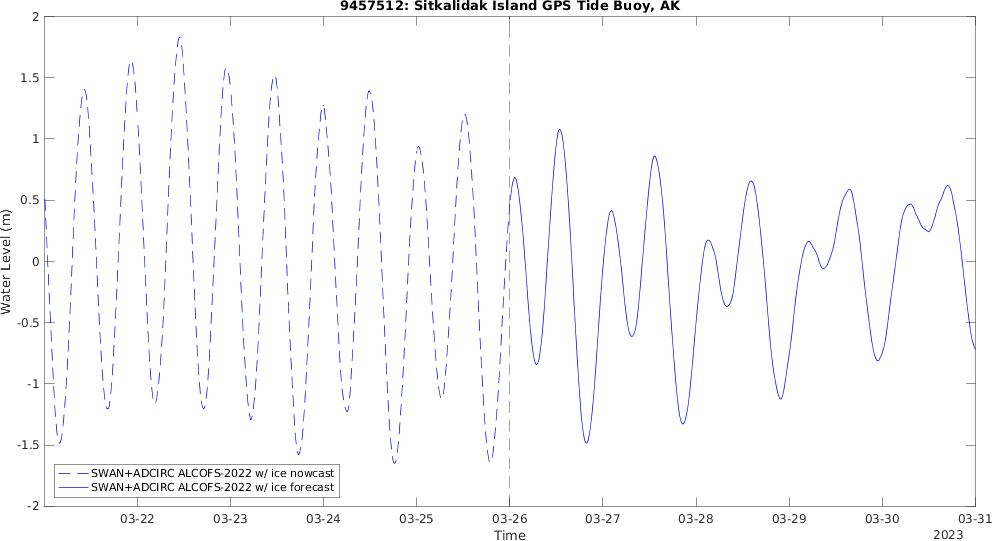 9457512: Sitkalidak Island GPS Tide Buoy, AK
Water Level (m)
2
1.5
1
0.5
0
-0.5
-1
-1.5
-2
SWAN+ADCIRC ALCOFS-2022 w/ ice nowcast
SWAN+ADCIRC ALCOFS-2022 w/ ice forecast
03-22 03-23 03-24 03-25 03-26 03-27 03-28 03-29 03-30 03-31
Time
2023